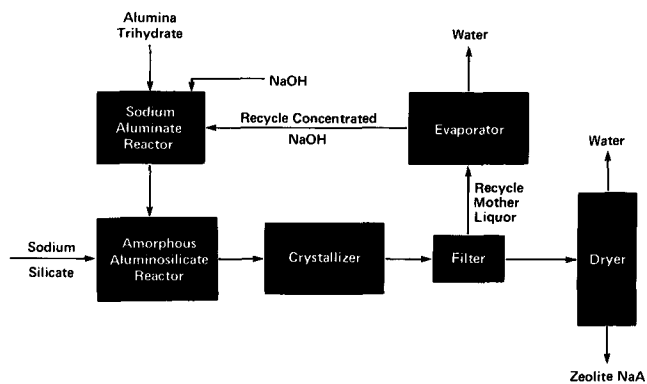 Alumina
Trihydrate
NaOH
Water
Sodium
Aluminate
Reactor
Recycle Concentrated
NaOH
Evaporator
Water
Recycle
Mother
Liquor
Sodium
Silicate
Amorphous
Aluminosilicate
Reactor
Crystallizer
Filter
Dryer
Zeolite NaA